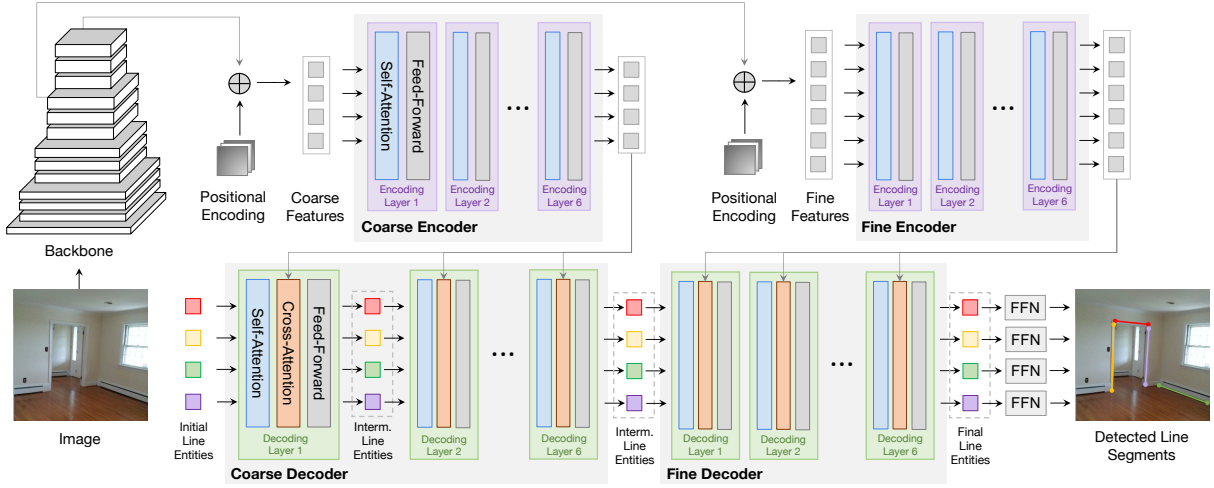 Backbone
Image
Positional
Encoding
Coarse
Features
Self-Attention
Feed-Forward
Encoding
Layer 1
Encoding
Layer 2
...
Encoding
Layer 6
Coarse Encoder
Positional
Encoding
Fine
Features
Encoding
Layer 1
Encoding
Layer 2
...
Encoding
Layer 6
Fine Encoder
Initial
Line
Entities
Self-Attention
Cross-Attention
Feed-Forward
Decoding
Layer 1
Interm.
Line
Entities
Decoding
Layer 2
...
Decoding
Layer 6
Coarse Decoder
Interm.
Line
Entities
Decoding
Layer 1
Decoding
Layer 2
...
Decoding
Layer 6
Fine Decoder
Final
Line
Entities
FFN
FFN
FFN
FFN
Detected Line
Segments